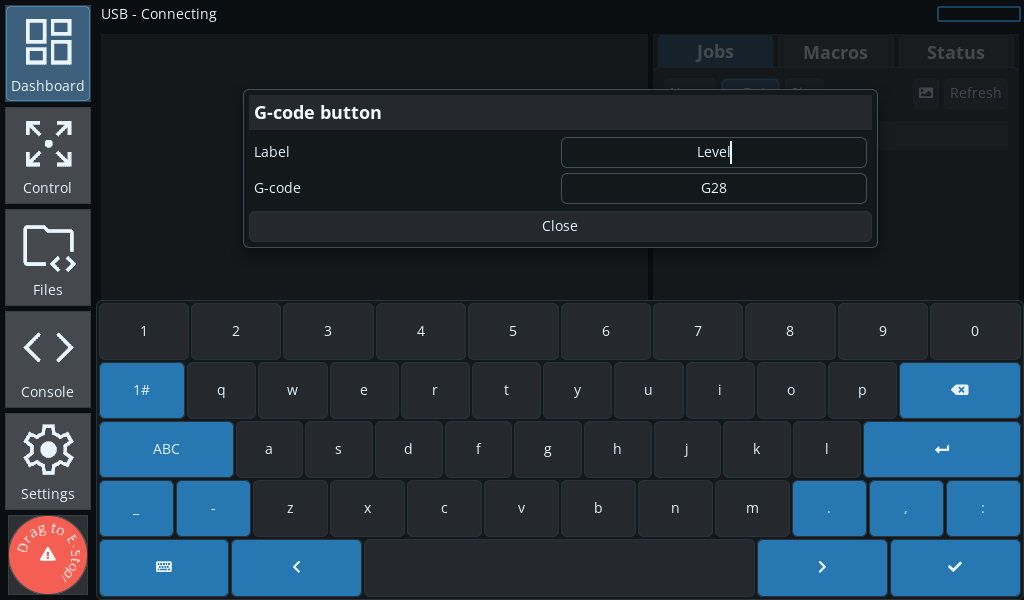 USB - Connecting
Dashboard
Control
Files
Console
Settings
Drag to E-Stop!
Jobs Macros Status
Refresh
G-code button
Label Level
G-code G28
Close
1 2 3 4 5 6 7 8 9 0
1# q w e r t y u i o p
ABC a s d f g h j k l
_ - z x c v b n m . , :